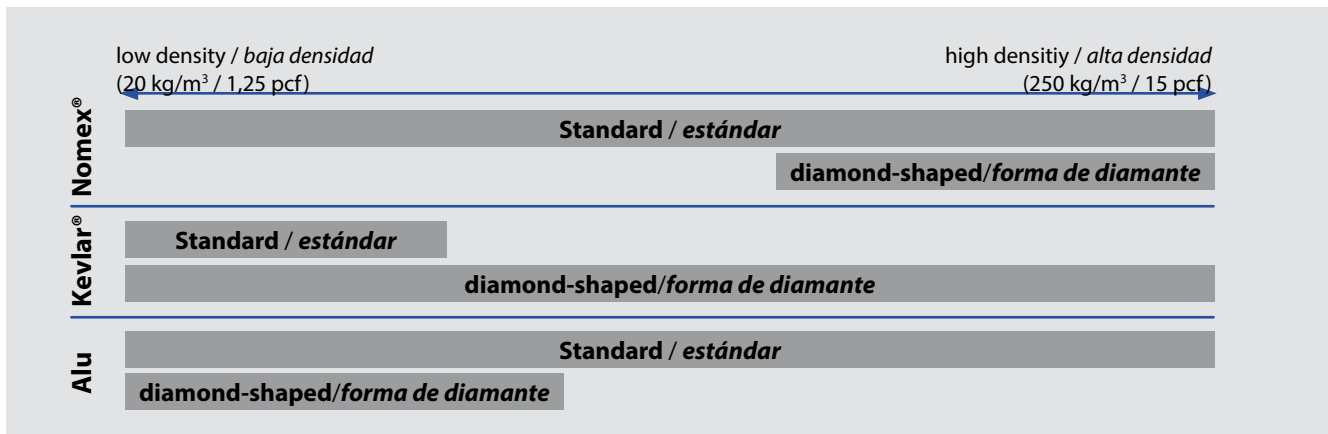 low density / baja densidad
(20 kg/m³ / 1,25 pcf)
high densitiy / alta densidad
(250 kg/m³ / 15 pcf)
Nomex®
Standard / estándar
diamond-shaped/forma de diamante
Kevlar®
Standard / estándar
diamond-shaped/forma de diamante
Alu
Standard / estándar
diamond-shaped/forma de diamante